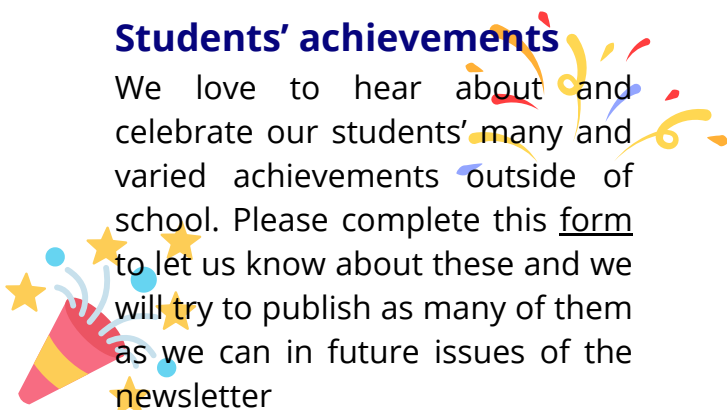 Students’ achievements
We love to hear about and
celebrate our students’ many and
varied achievements outside of
school. Please complete this form
to let us know about these and we
will try to publish as many of them
as we can in future issues of the
newsletter